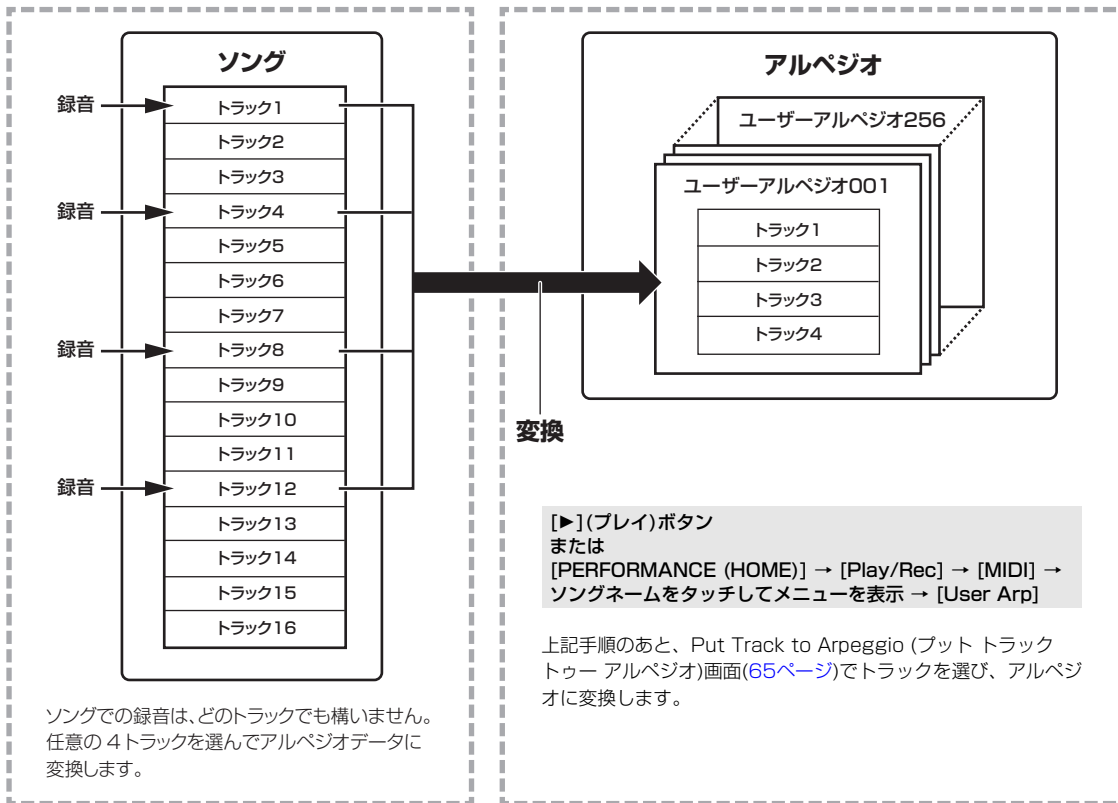 ソング
録音
トラック1
トラック2
トラック3
録音
トラック4
トラック5
トラック6
トラック7
録音
トラック8
トラック9
トラック10
トラック11
録音
トラック12
トラック13
トラック14
トラック15
トラック16
ソングでの録音は、どのトラックでも構いません。
任意の 4トラックを選んでアルペジオデータに
変換します。
アルペジオ
ユーザーアルペジオ256
ユーザーアルペジオ001
トラック1
トラック2
トラック3
トラック4
変換
[►](プレイ)ボタン
または
[PERFORMANCE (HOME)] → [Play/Rec] → [MIDI] →
ソングネームをタッチしてメニューを表示 → [User Arp]
上記手順のあと、Put Track to Arpeggio (プット トラック
トゥー アルペジオ)画面(65ページ)でトラックを選び、アルペジ
オに変換します。